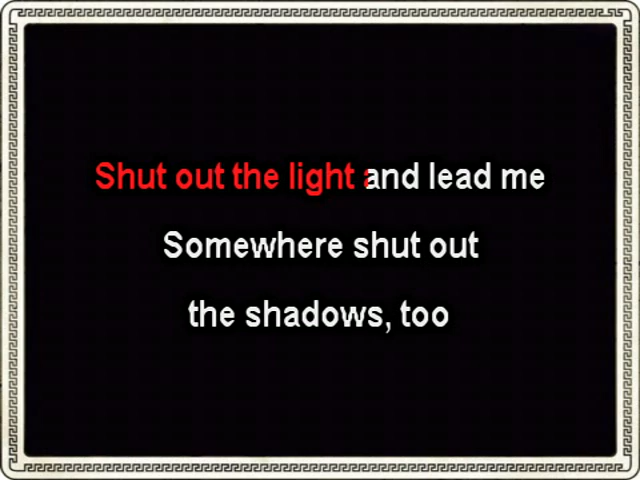 Shut out the light and lead me
Somewhere shut out
the shadows, too